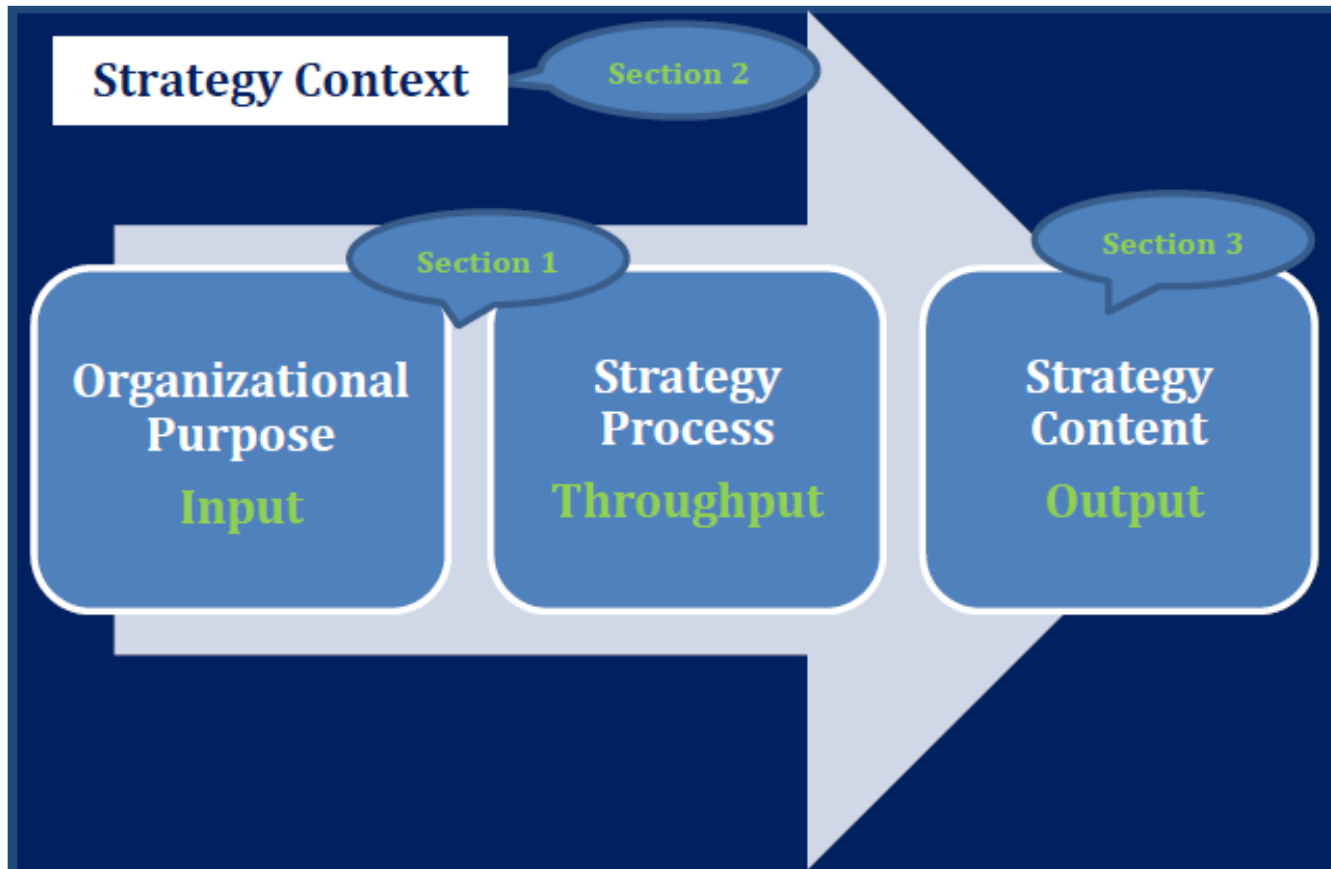 Strategy Context
Section 2
Section 1
Section 3
Organizational
Purpose
Input
Strategy
Process
Throughput
Strategy
Content
Output